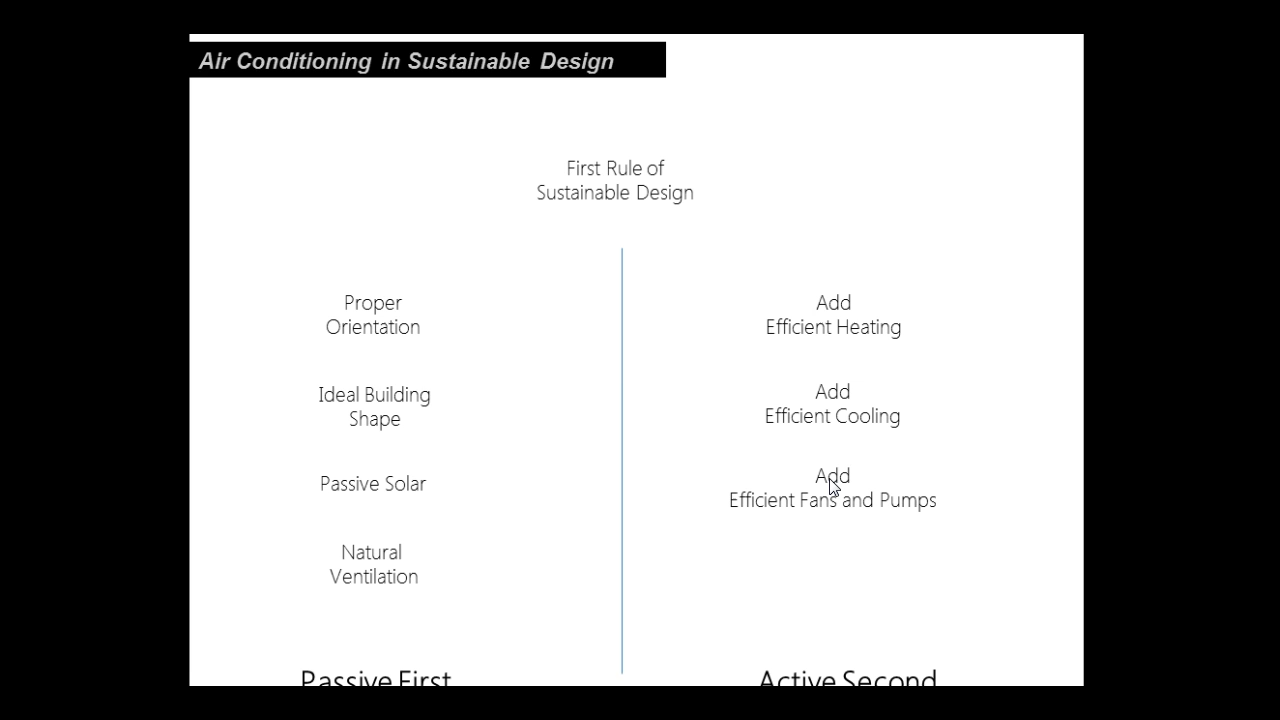 Air Conditioning in Sustainable Design
First Rule of
Sustainable Design
Proper
Orientation
Ideal Building
Shape
Passive Solar
Natural
Ventilation
Passive First
Add
Efficient Heating
Add
Efficient Cooling
Add
Efficient Fans and Pumps
Active Second